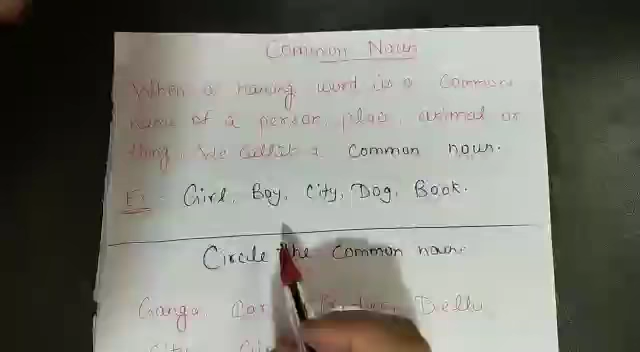 Common Noun
When a naming word is a common
name of a person, place, animal or
thing. We call it a common noun.
Ex- Girl, Boy, City, Dog, Book.
Circle the common noun.
Ganga Car Delhi
City